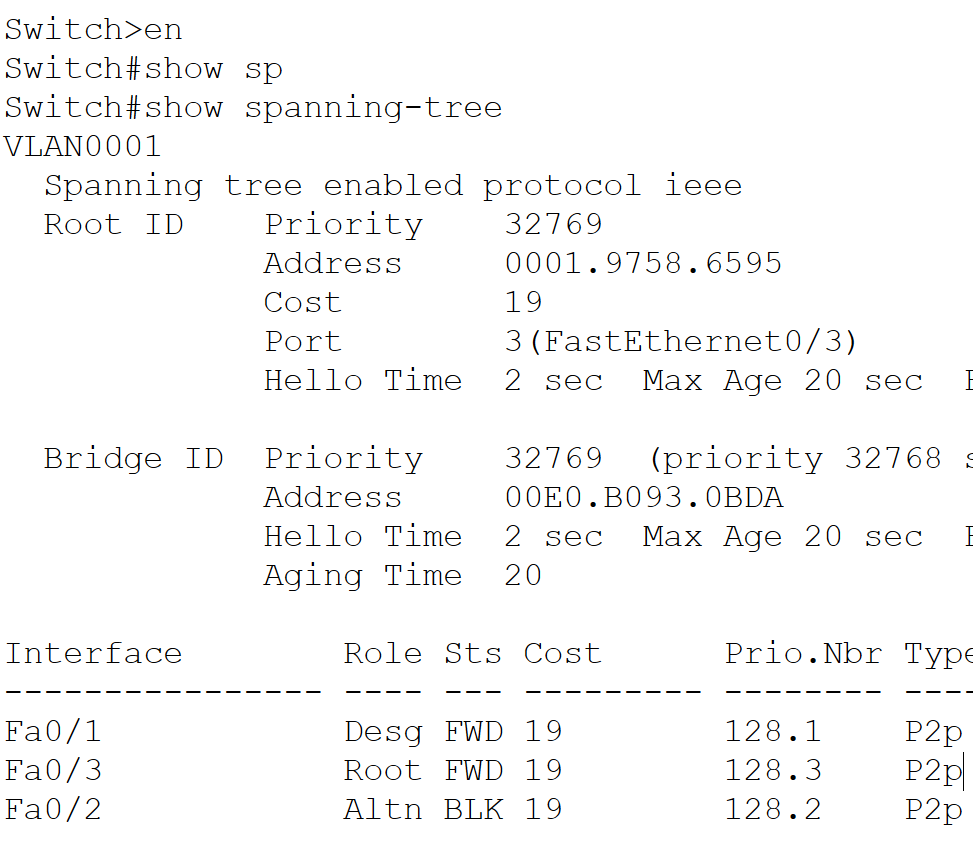 Switch>en
Switch#show sp
Switch#show spanning-tree
VLAN0001
  Spanning tree enabled protocol ieee
  Root ID    Priority    32769
             Address     0001.9758.6595
             Cost        19
             Port        3(FastEthernet0/3)
             Hello Time  2 sec  Max Age 20 sec

  Bridge ID  Priority    32769  (priority 32768 s
             Address     00E0.B093.0BDA
             Hello Time  2 sec  Max Age 20 sec
             Aging Time  20

Interface        Role Sts Cost      Prio.Nbr Type
---------------- ---- --- --------- -------- ----
Fa0/1            Desg FWD 19        128.1    P2p
Fa0/3            Root FWD 19        128.3    P2p
Fa0/2            Altn BLK 19        128.2    P2p